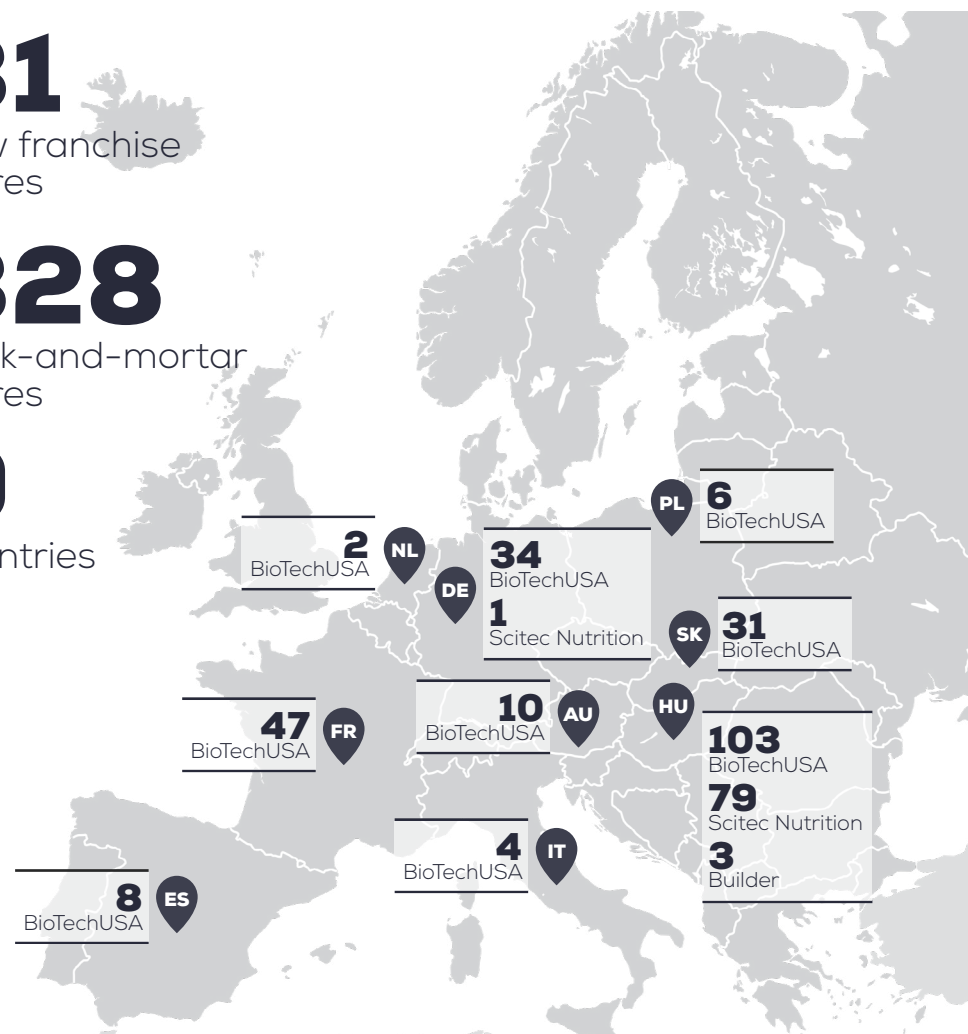 franchise
res
328
k-and-mortar
res
ntries
PL
6
BioTechUSA
2
BioTechUSA
NL
DE
34
BioTechUSA
1
Scitec Nutrition
SK
31
BioTechUSA
10
BioTechUSA
AU
HU
103
BioTechUSA
79
Scitec Nutrition
3
Builder
47
BioTechUSA
FR
4
BioTechUSA
IT
8
BioTechUSA
ES